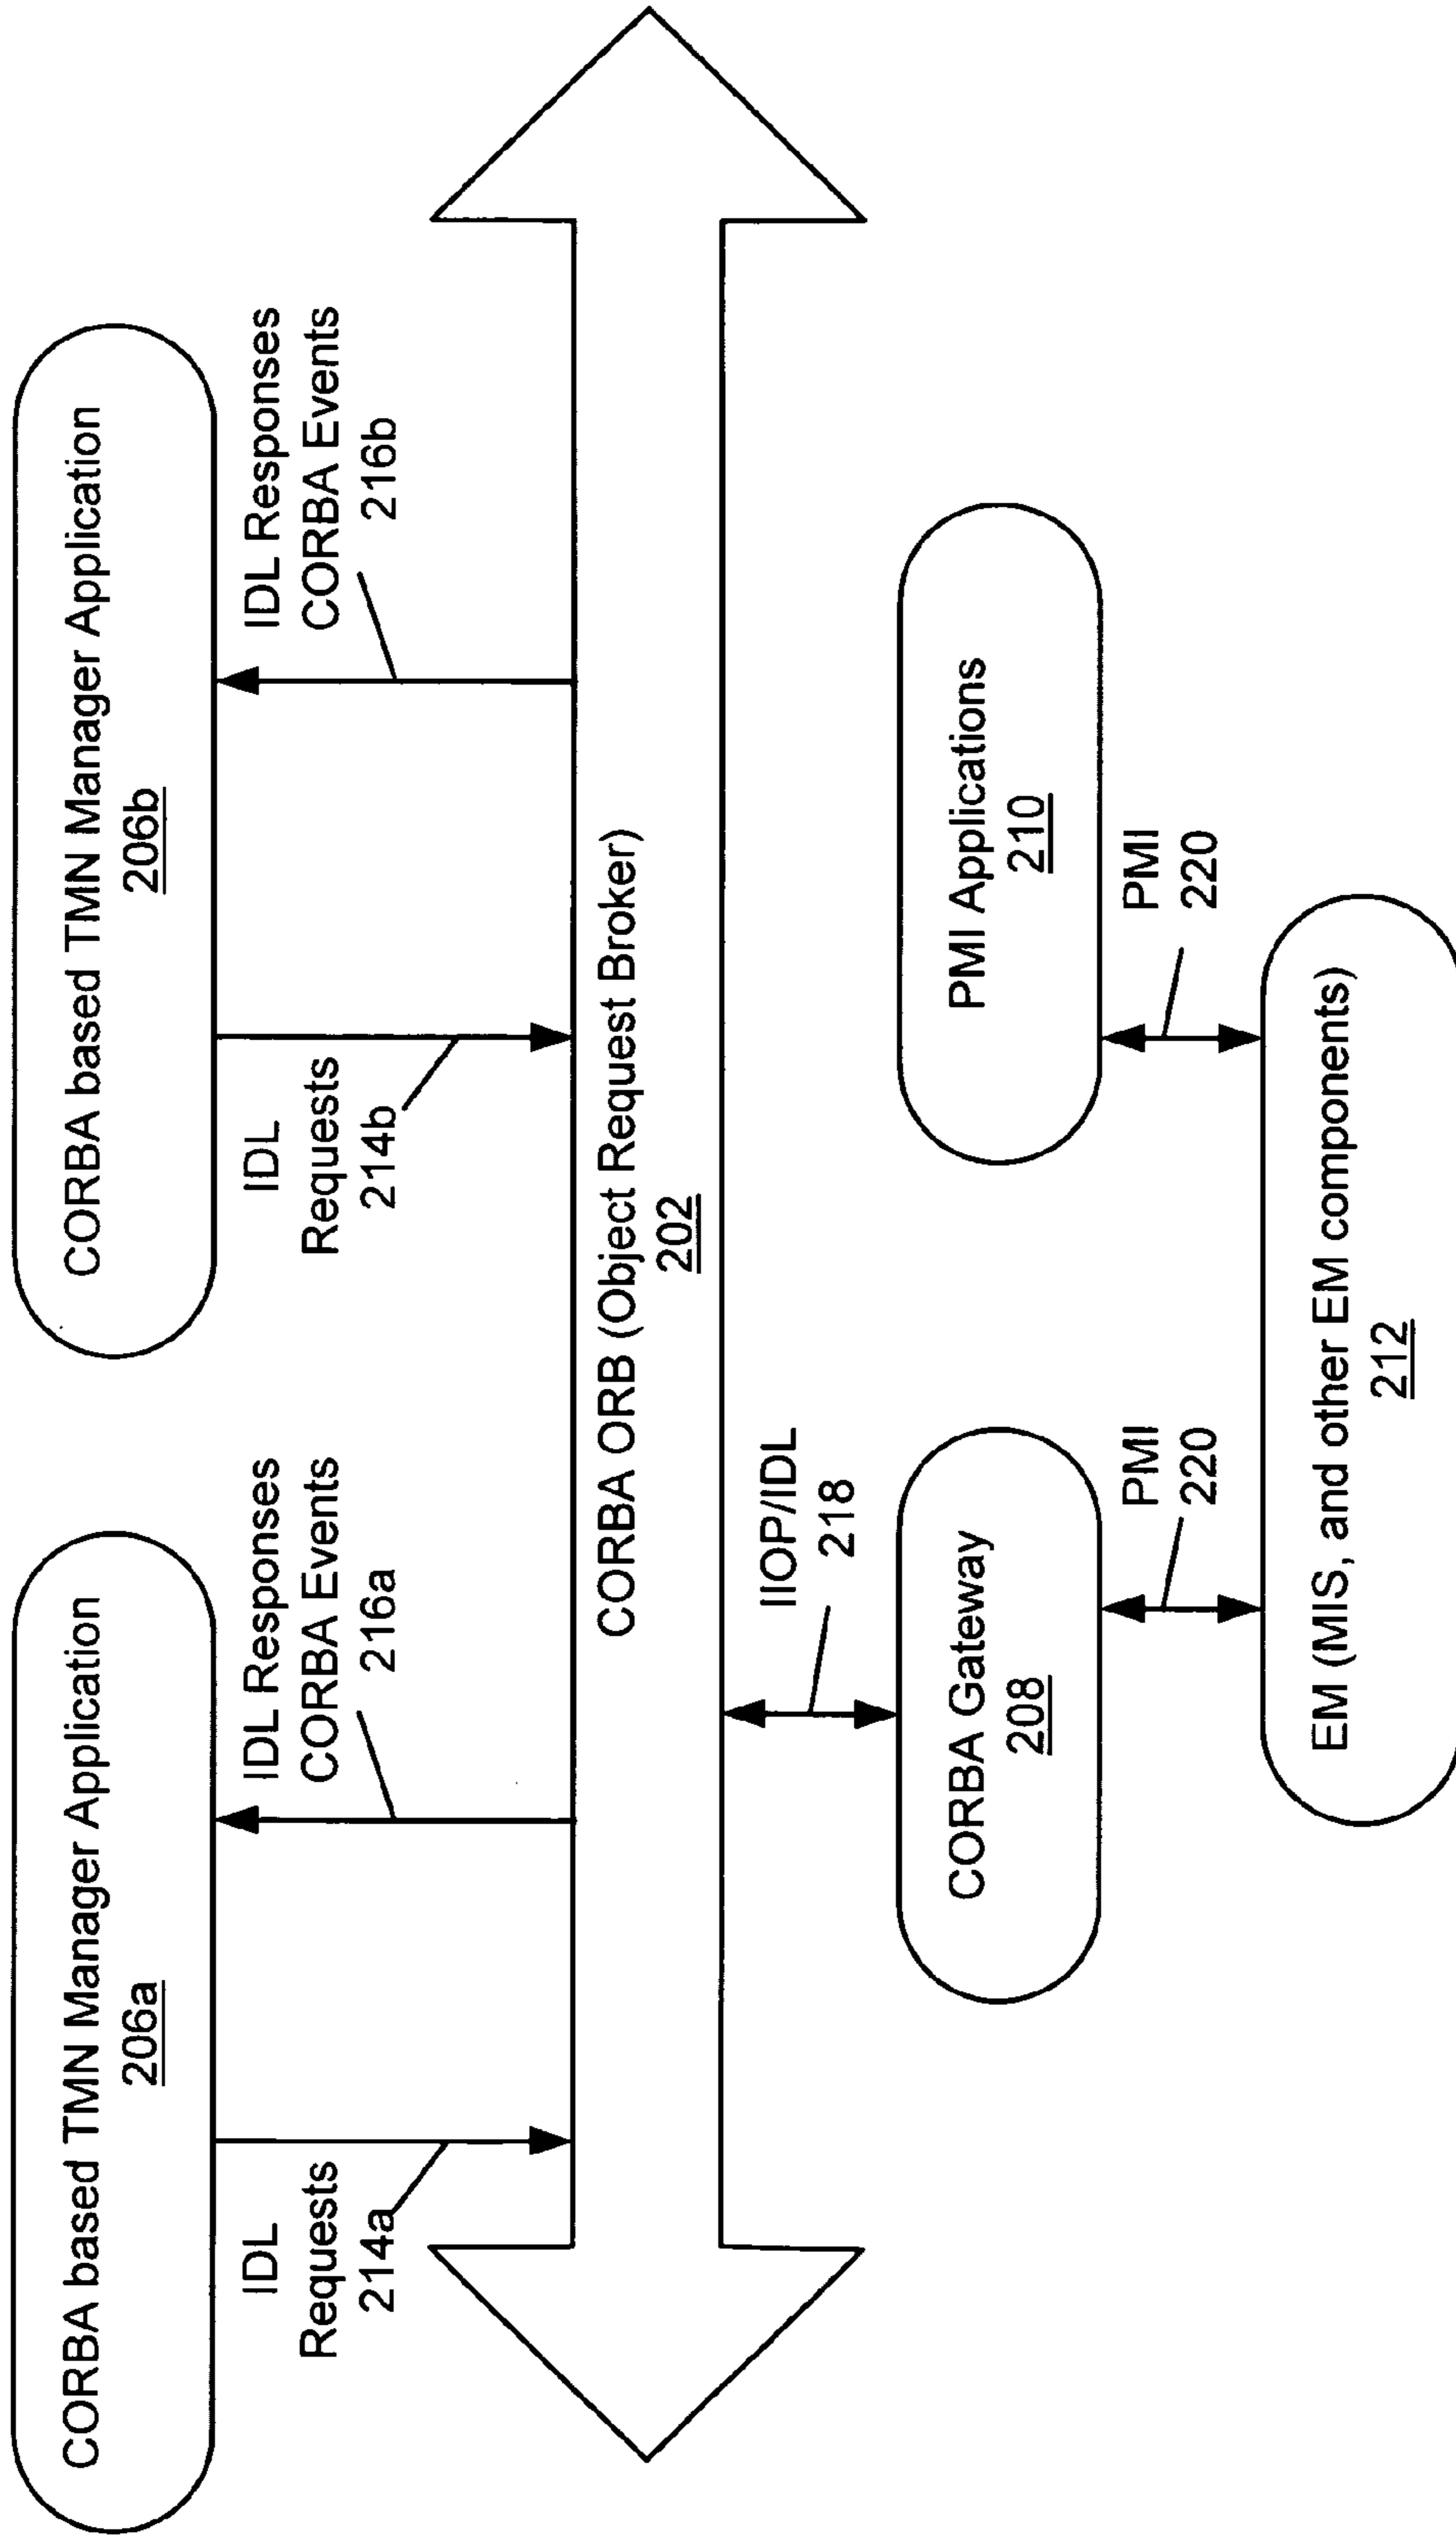 CORBA based TMN Manager Application
206a
CORBA based TMN Manager Application
206b
IDL
Requests
214a
IDL Responses
CORBA Events
216a
IDL
Requests
214b
IDL Responses
CORBA Events
216b
CORBA ORB (Object Request Broker)
202
IIOP/IDL
218
CORBA Gateway
208
PMI Applications
210
PMI
220
PMI
220
EM (MIS, and other EM components)
212